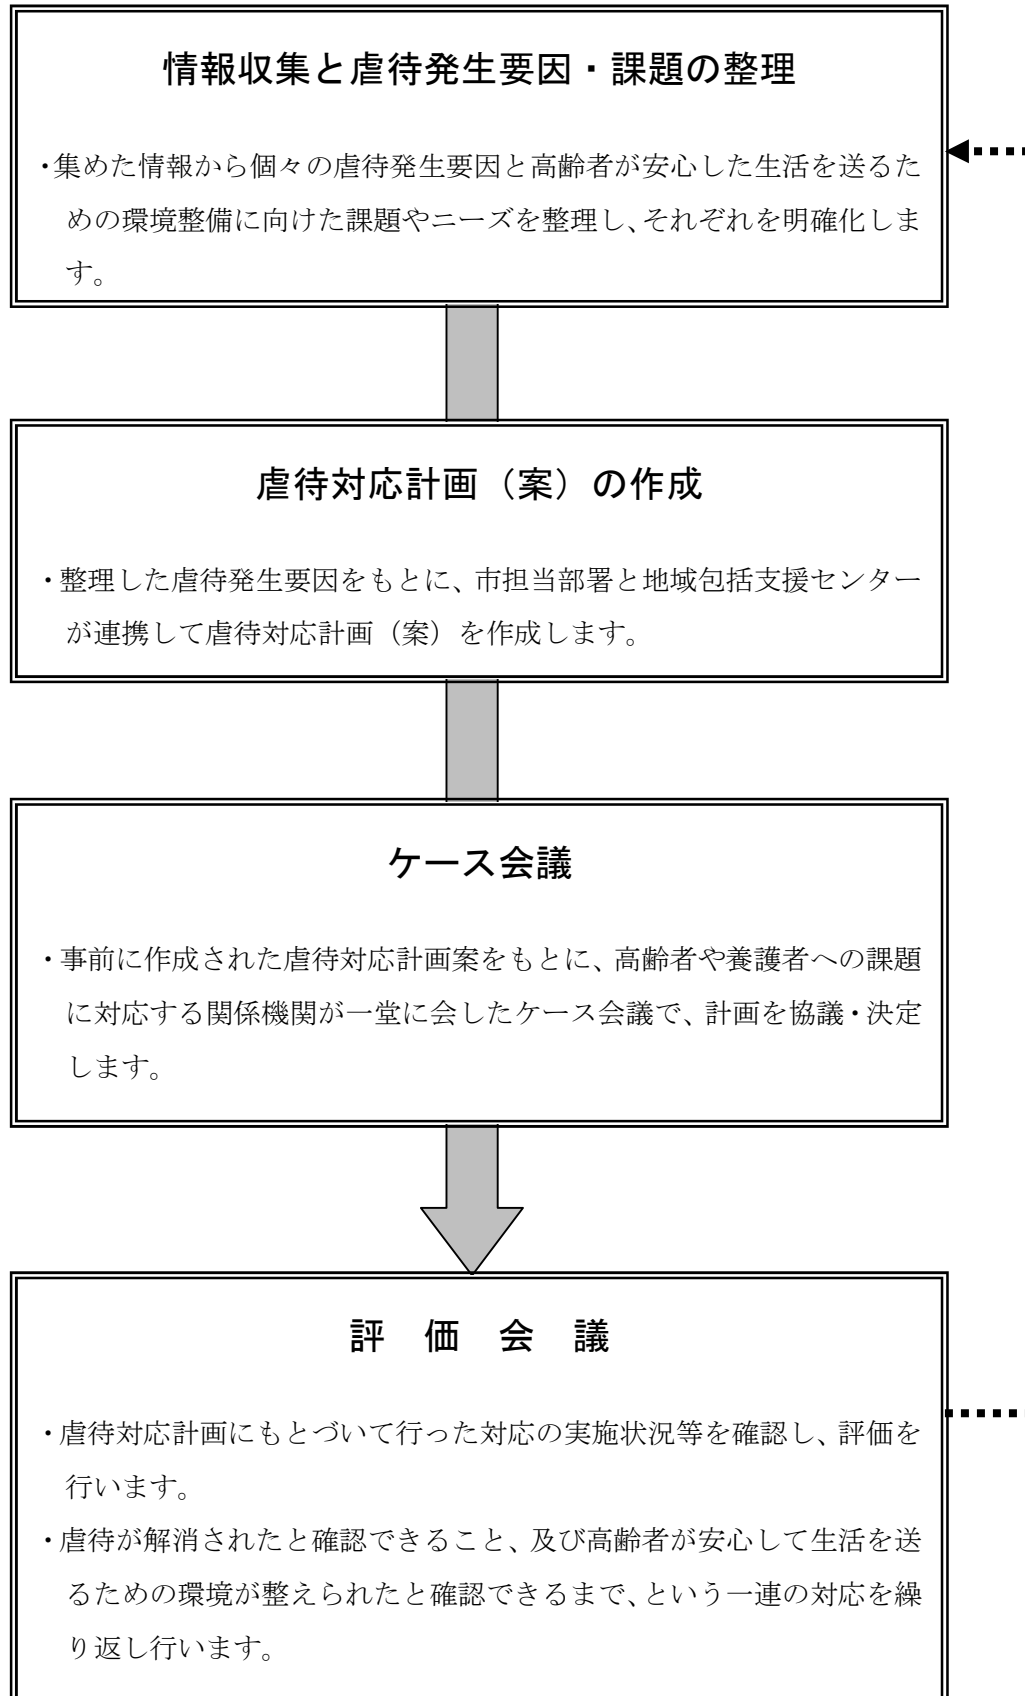 情報収集と虐待発生要因・課題の整理
・集めた情報から個々の虐待発生要因と高齢者が安心した生活を送るた
めの環境整備に向けた課題やニーズを整理し、それぞれを明確化しま
す。
虐待対応計画（案）の作成
・整理した虐待発生要因をもとに、市担当部署と地域包括支援センター
が連携して虐待対応計画（案）を作成します。
ケース会議
・事前に作成された虐待対応計画案をもとに、高齢者や養護者への課題
に対応する関係機関が一堂に会したケース会議で、計画を協議・決定
します。
評　価　会　議
・虐待対応計画にもとづいて行った対応の実施状況等を確認し、評価を
行います。
・虐待が解消されたと確認できること、及び高齢者が安心して生活を送
るための環境が整えられたと確認できるまで、という一連の対応を繰
り返し行います。